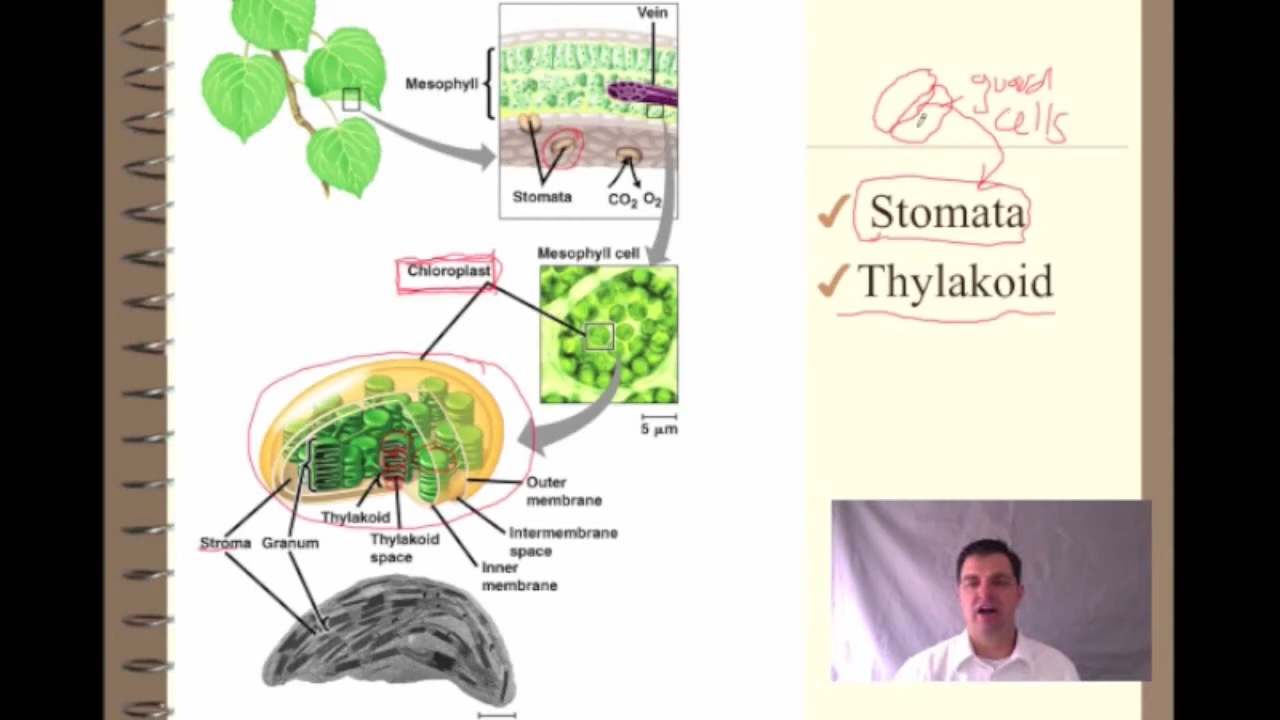 Vein
Mesophyll
Stomata
CO2 O2
Mesophyll cell
Chloroplast
5 μm
Outer
membrane
Thylakoid
Intermembrane
space
Stroma
Granum
Thylakoid
space
Inner
membrane
guard
cells
✓ Stomata
✓ Thylakoid